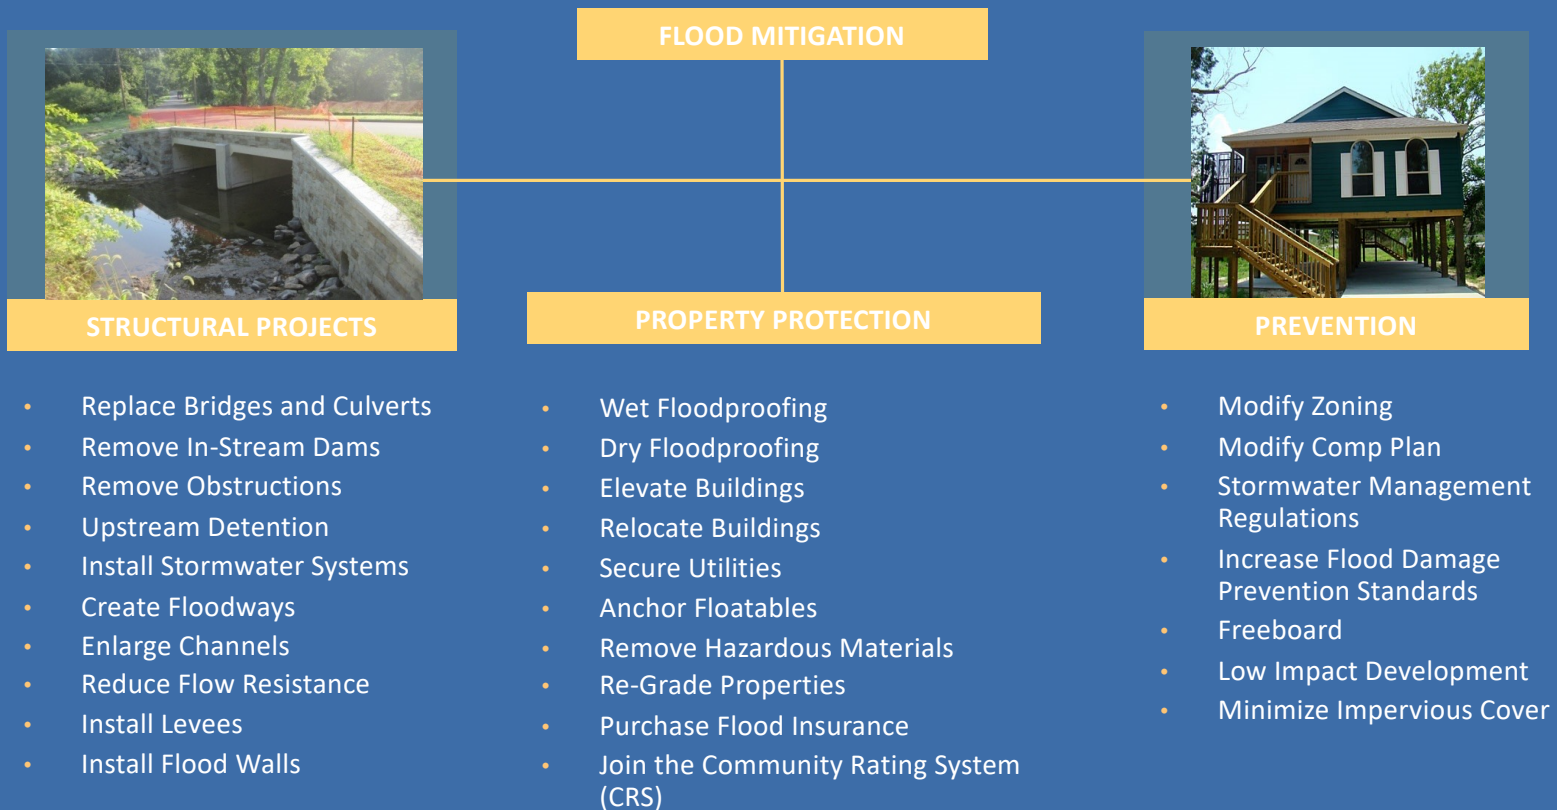 FLOOD MITIGATION
STRUCTURAL PROJECTS
• Replace Bridges and Culverts
• Remove In-Stream Dams
• Remove Obstructions
• Upstream Detention
• Install Stormwater Systems
• Create Floodways
• Enlarge Channels
• Reduce Flow Resistance
• Install Levees
• Install Flood Walls
PROPERTY PROTECTION
• Wet Floodproofing
• Dry Floodproofing
• Elevate Buildings
• Relocate Buildings
• Secure Utilities
• Anchor Floatables
• Remove Hazardous Materials
• Re-Grade Properties
• Purchase Flood Insurance
• Join the Community Rating System
(CRS)
PREVENTION
• Modify Zoning
• Modify Comp Plan
• Stormwater Management
Regulations
• Increase Flood Damage
Prevention Standards
• Freeboard
• Low Impact Development
• Minimize Impervious Cover